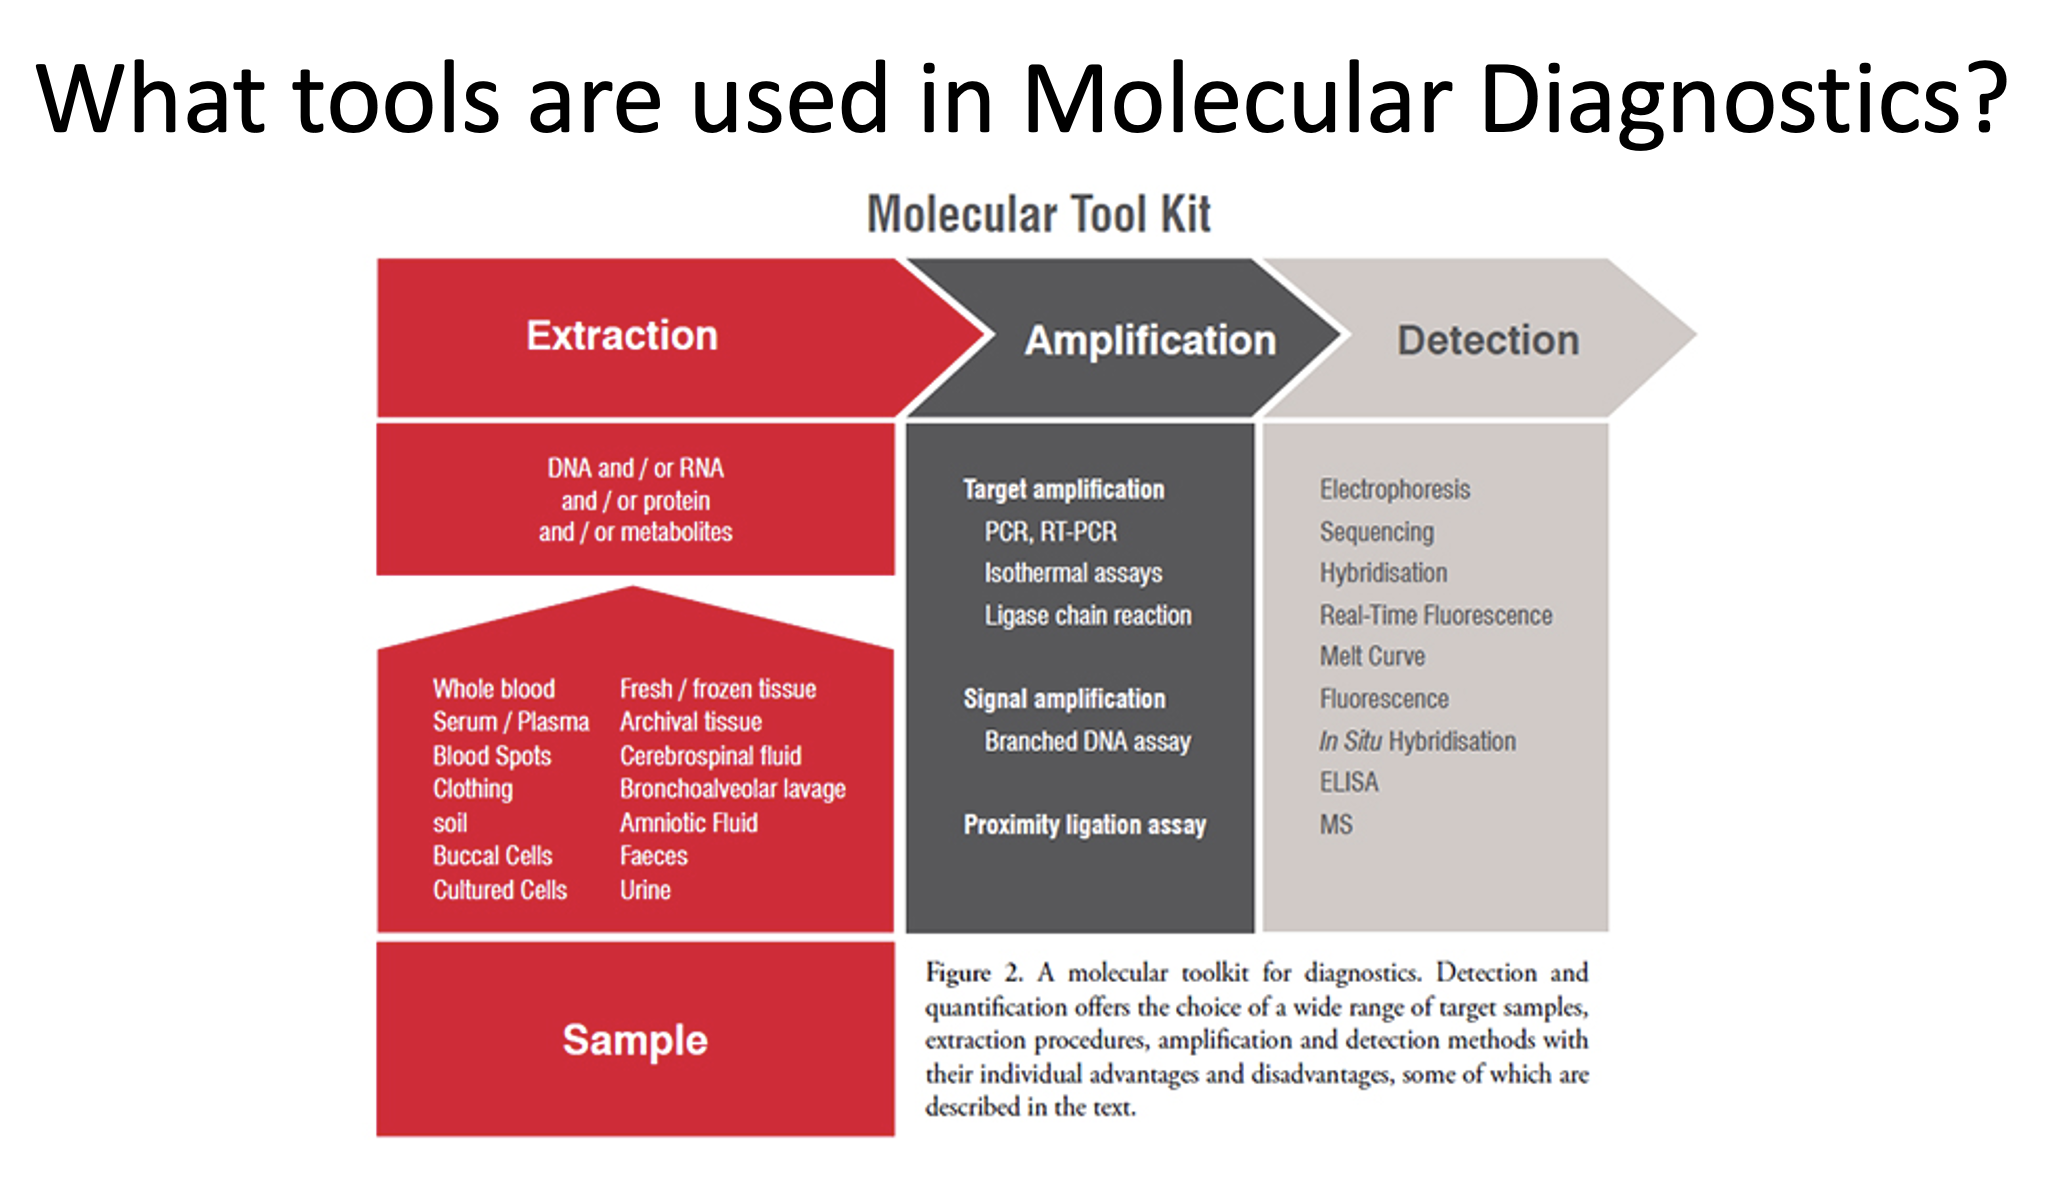 What tools are used in Molecular Diagnostics?
Molecular Tool Kit
Extraction
Amplification
Detection
DNA and / or RNA
and / or protein
and / or metabolites
Whole blood
Serum / Plasma
Blood Spots
Clothing
soil
Buccal Cells
Cultured Cells
Fresh / frozen tissue
Archival tissue
Cerebrospinal fluid
Bronchoalveolar lavage
Amniotic Fluid
Faeces
Urine
Sample
Target amplification
PCR, RT-PCR
Isothermal assays
Ligase chain reaction
Signal amplification
Branched DNA assay
Proximity ligation assay
Electrophoresis
Sequencing
Hybridisation
Real-Time Fluorescence
Melt Curve
Fluorescence
In Situ Hybridisation
ELISA
MS
Figure 2. A molecular toolkit for diagnostics. Detection and
quantification offers the choice of a wide range of target samples,
extraction procedures, amplification and detection methods with
their individual advantages and disadvantages, some of which are
described in the text.